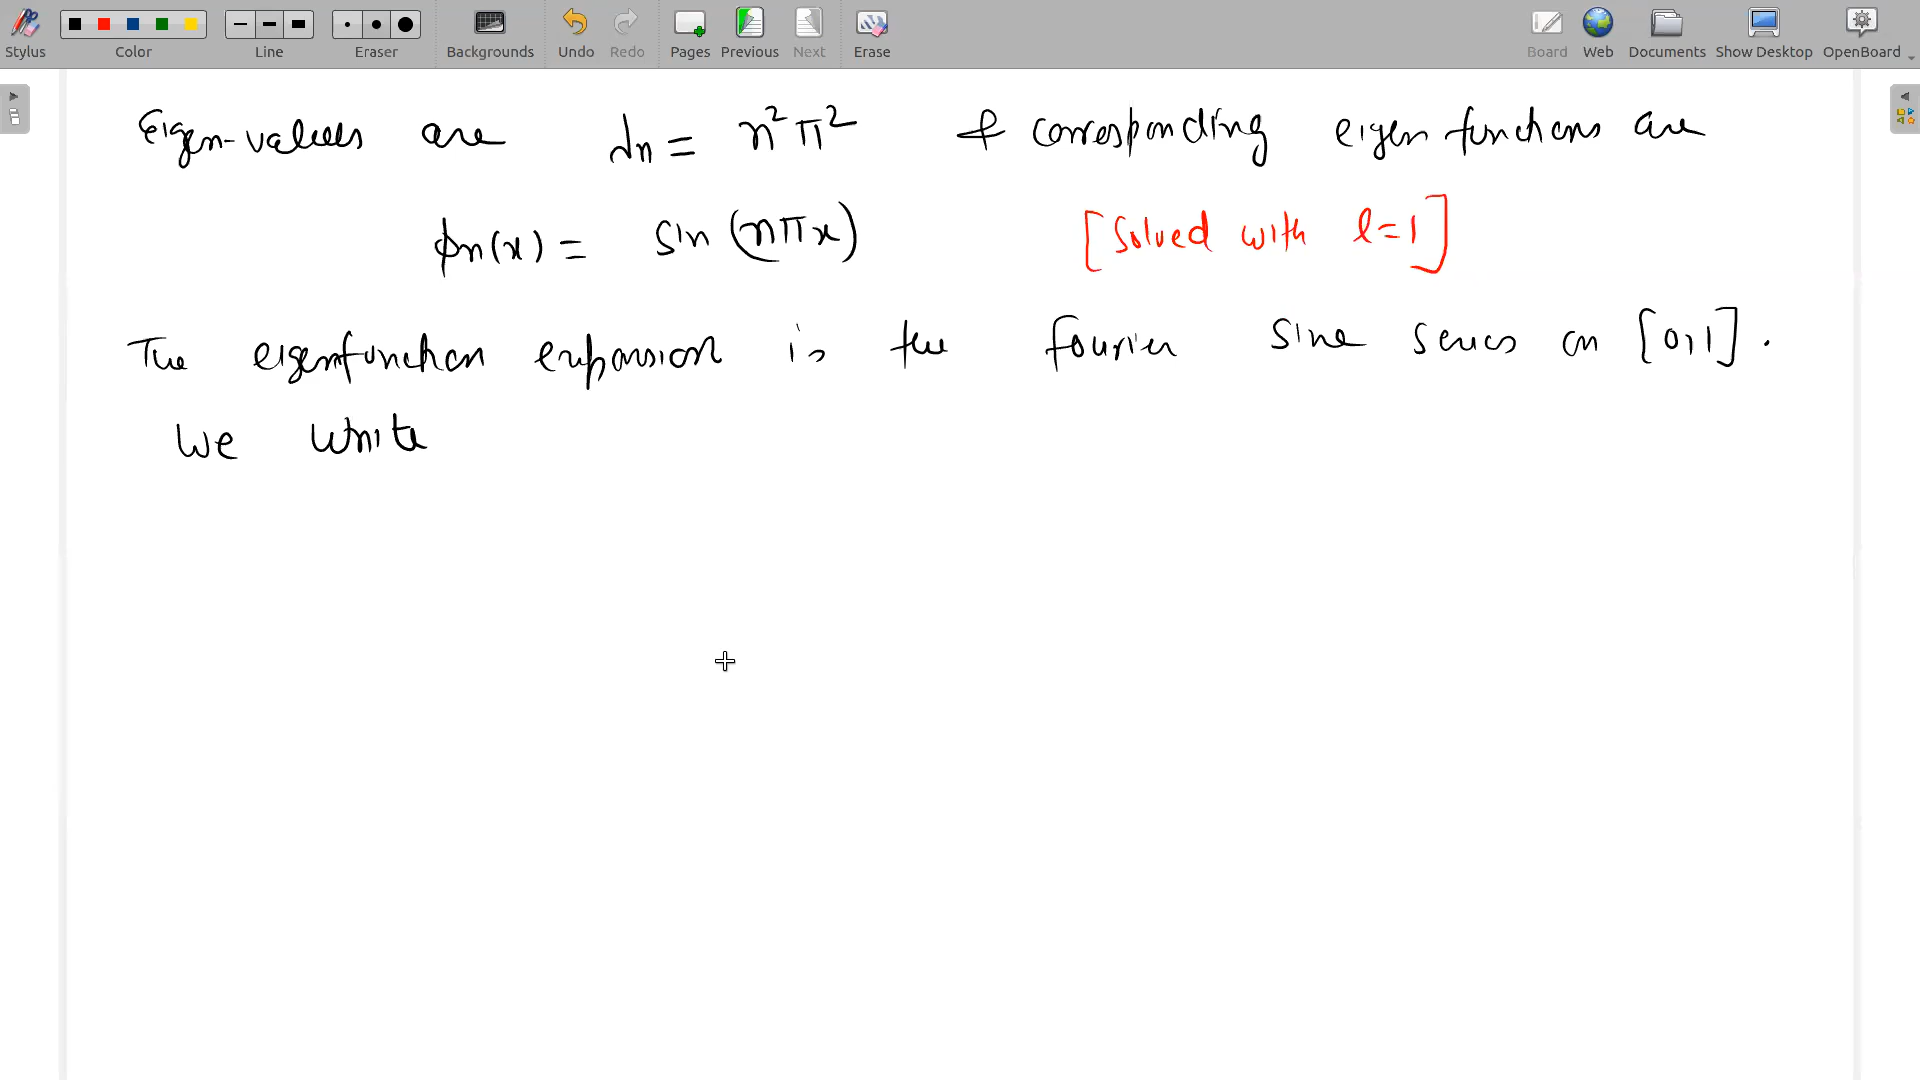 Stylus Color Line Eraser Backgrounds Undo Redo Pages Previous Next Erase Board Web Documents Show Desktop OpenBoard
Eigen-values are λn = n²π² & corresponding eigen functions are
ϕn(x) = sin (nπx) [Solved with l=1]
The eigenfunction expansion is the fourier sine series on [0,1].
We write